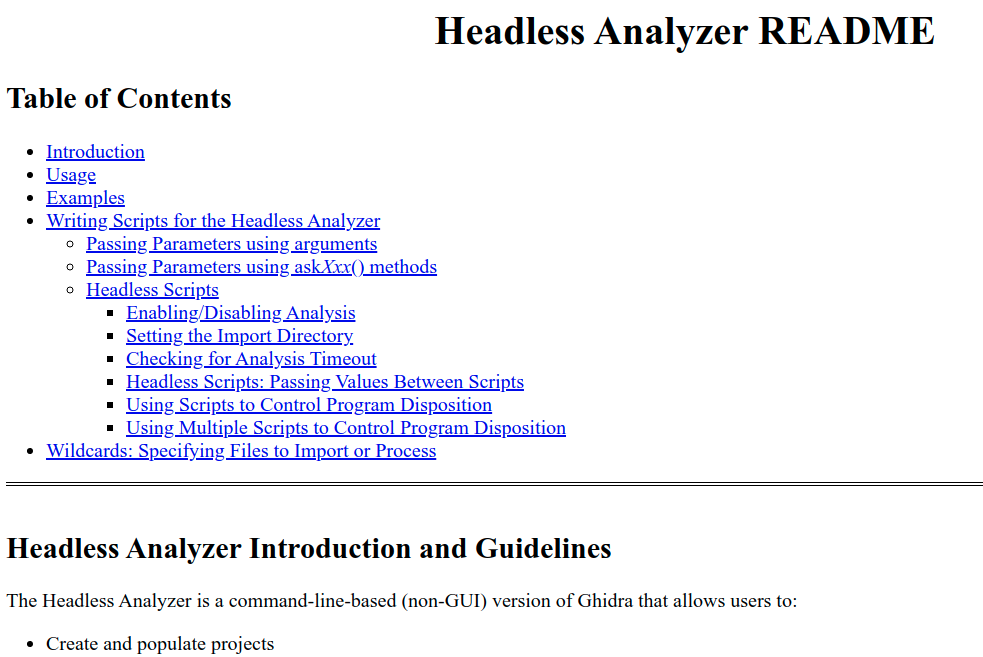 Headless Analyzer README
Table of Contents
Introduction
Usage
Examples
Writing Scripts for the Headless Analyzer
Passing Parameters using arguments
Passing Parameters using askXxx() methods
Headless Scripts
Enabling/Disabling Analysis
Setting the Import Directory
Checking for Analysis Timeout
Headless Scripts: Passing Values Between Scripts
Using Scripts to Control Program Disposition
Using Multiple Scripts to Control Program Disposition
Wildcards: Specifying Files to Import or Process
Headless Analyzer Introduction and Guidelines
The Headless Analyzer is a command-line-based (non-GUI) version of Ghidra that allows users to:
Create and populate projects